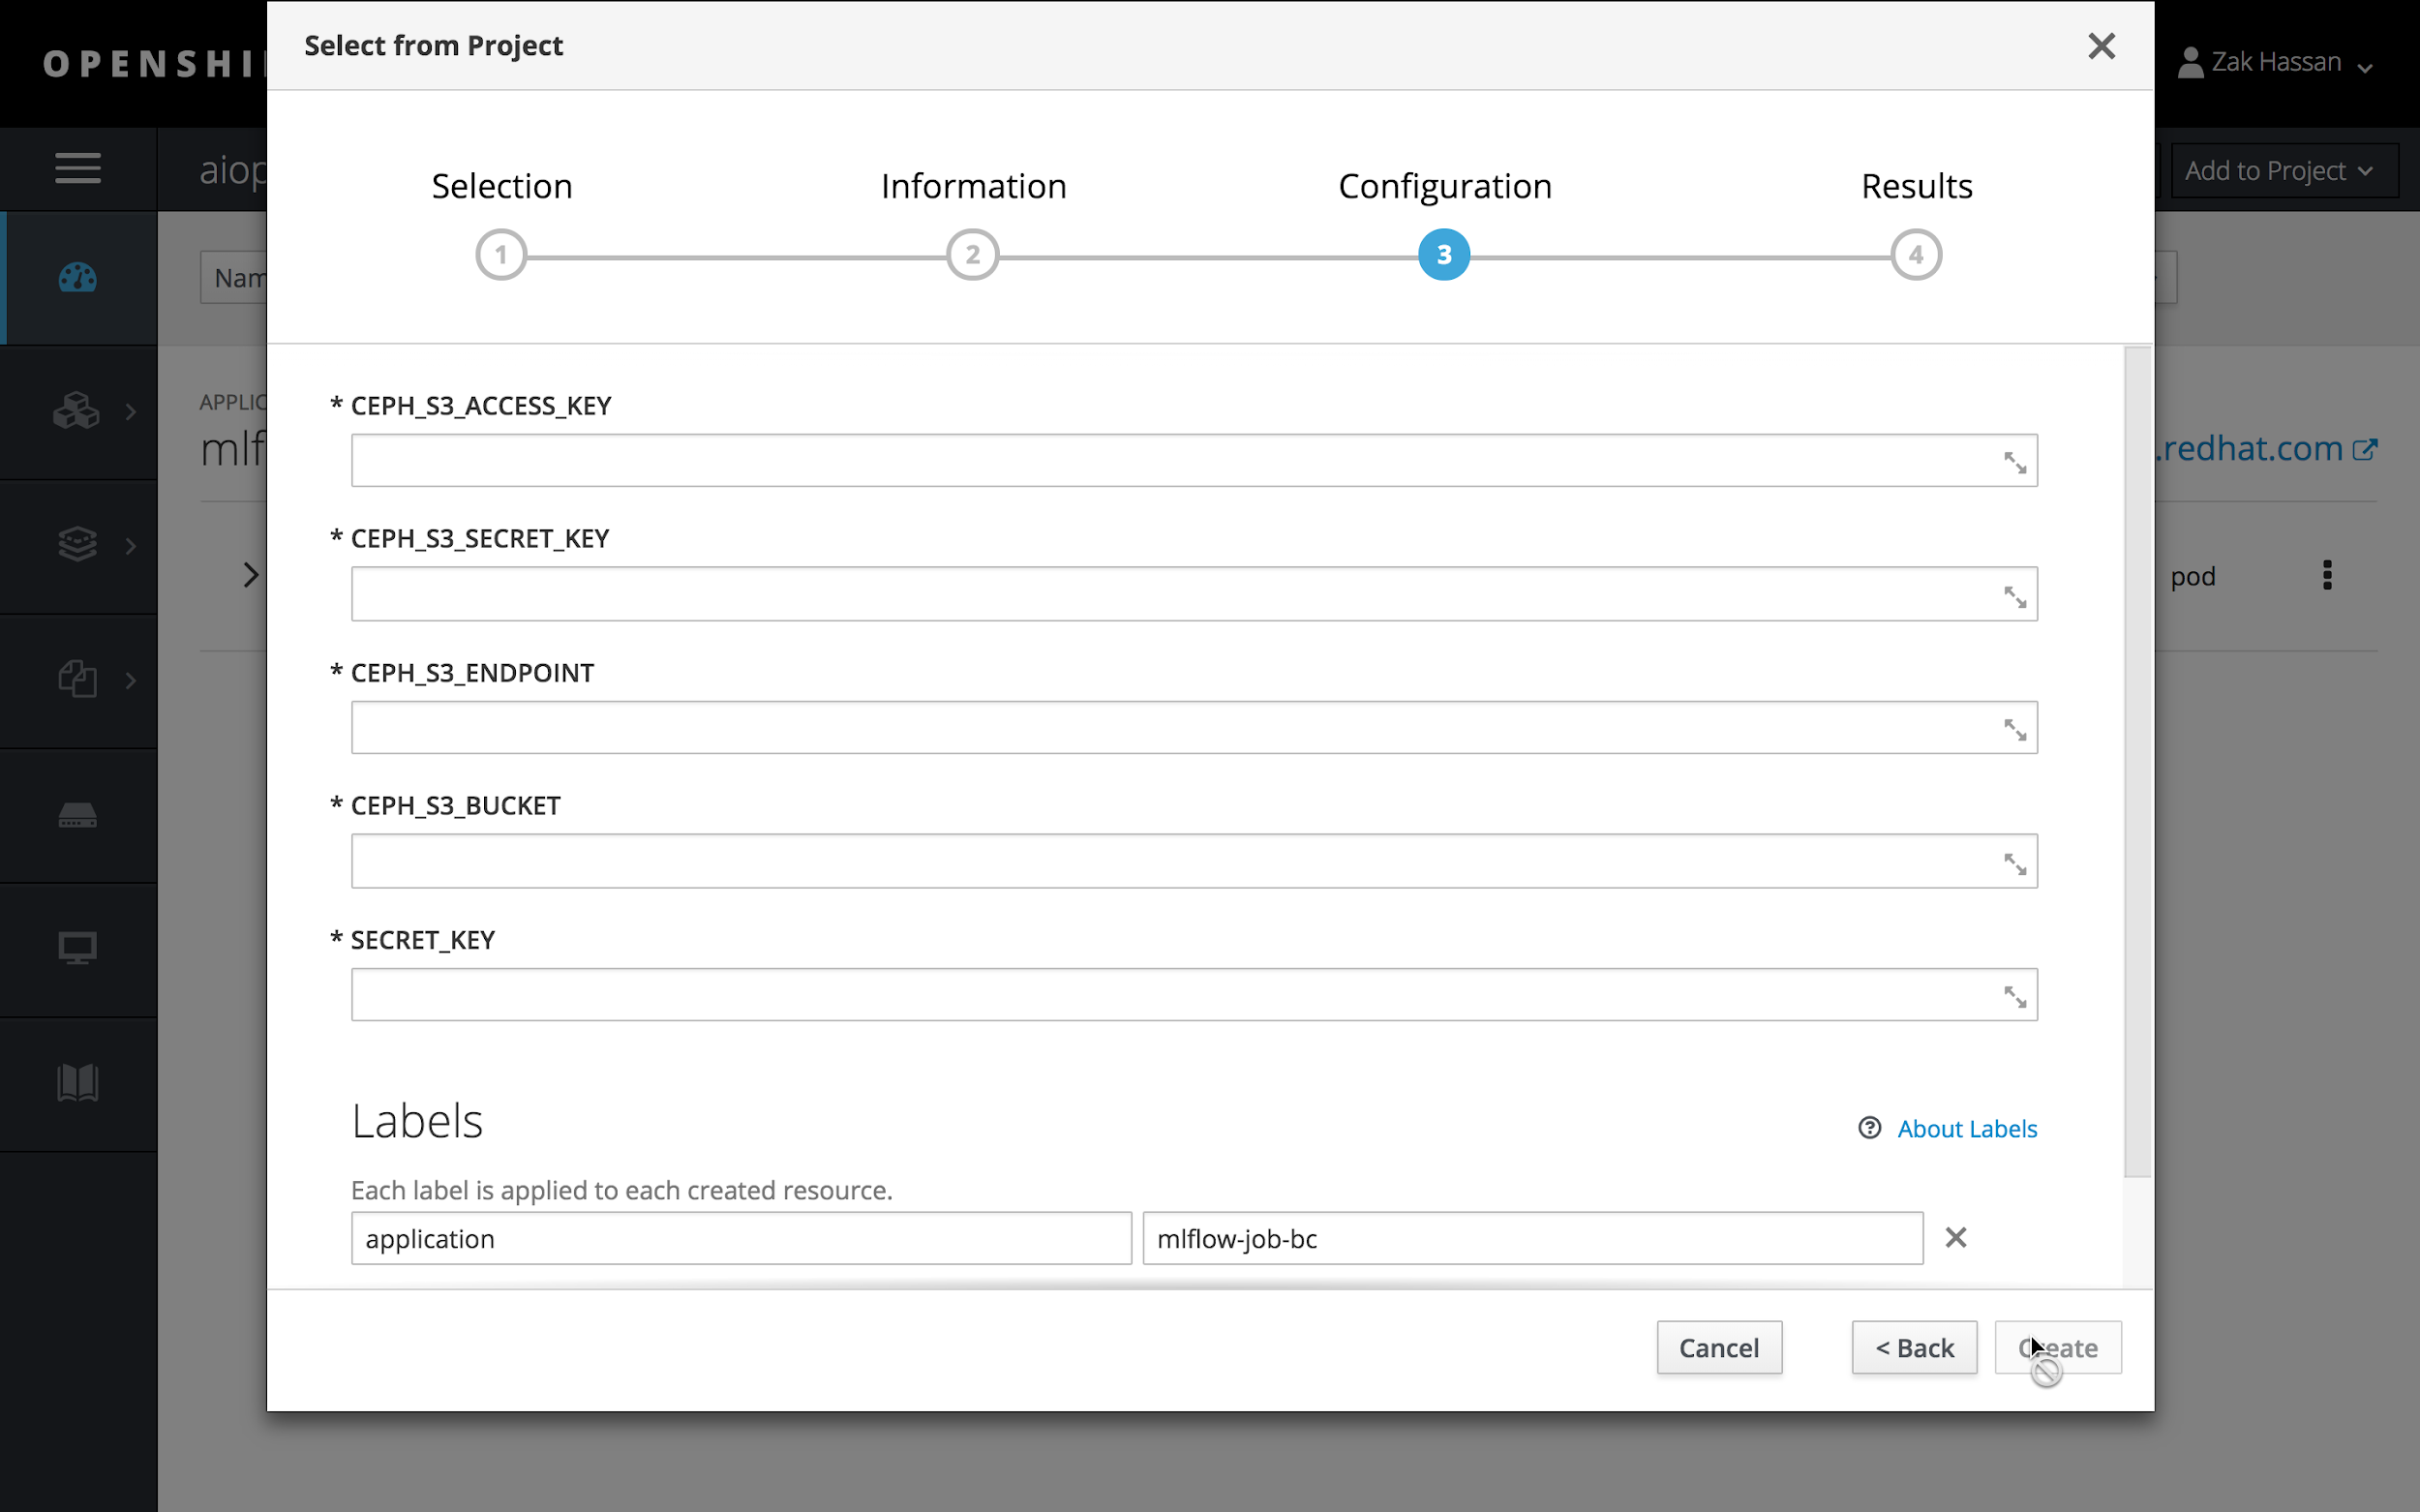 OPENSHI
Select from Project
Zak Hassan
aiop
Add to Project
Selection Information Configuration Results
1 2 3 4
Nam
* CEPH_S3_ACCESS_KEY
APPLIC
mlf
.redhat.com
* CEPH_S3_SECRET_KEY
pod
* CEPH_S3_ENDPOINT
* CEPH_S3_BUCKET
* SECRET_KEY
Labels
About Labels
Each label is applied to each created resource.
application mlflow-job-bc
Cancel < Back Create